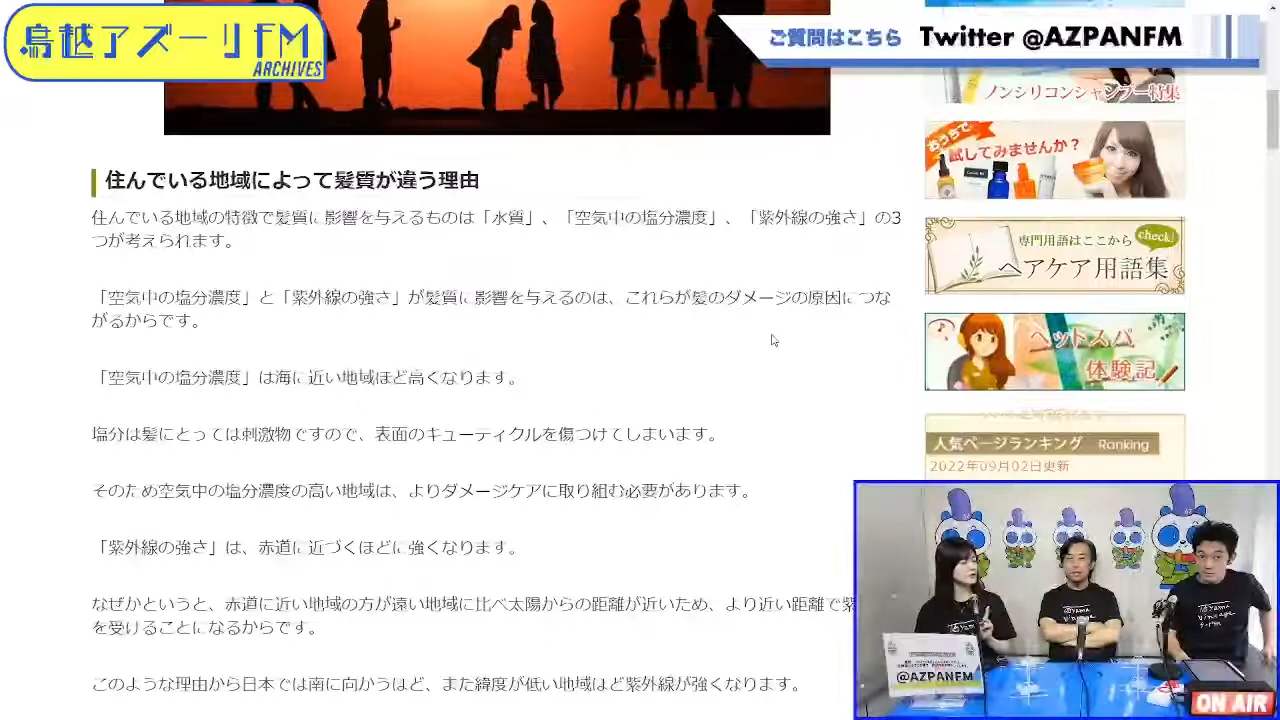 鳥越アズーリFM
ARCHIVES
ご質問はこちら Twitter @AZPANFM
ノンシリコンシャンプー特集
おうちで
試してみませんか？
専門用語はここから check!
ヘアケア用語集
ヘッドスパ
体験記
人気ページランキング Ranking
2022年09月02日更新
住んでいる地域によって髪質が違う理由
住んでいる地域の特徴で髪質に影響を与えるものは「水質」、「空気中の塩分濃度」、「紫外線の強さ」の3
つが考えられます。
「空気中の塩分濃度」と「紫外線の強さ」が髪質に影響を与えるのは、これらが髪のダメージの原因につな
がるからです。
「空気中の塩分濃度」は海に近い地域ほど高くなります。
塩分は髪にとっては刺激物ですので、表面のキューティクルを傷つけてしまいます。
そのため空気中の塩分濃度の高い地域は、よりダメージケアに取り組む必要があります。
「紫外線の強さ」は、赤道に近づくほどに強くなります。
なぜかというと、赤道に近い地域の方が遠い地域に比べ太陽からの距離が近いため、より近い距離で紫
を受けることになるからです。
このような理由から日本では南に向かうほど、また緯度が低い地域ほど紫外線が強くなります。
@AZPANFM
ON AIR